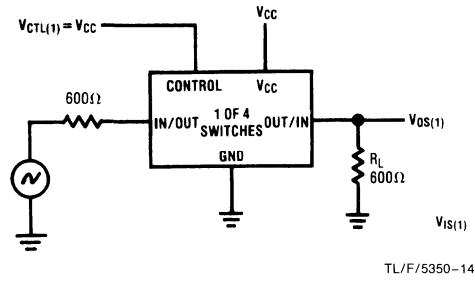 V_CTL(1) = V_CC
V_CC
CONTROL
V_CC
600Ω
IN/OUT
1 OF 4
SWITCHES
OUT/IN
V_OS(1)
GND
R_L
600Ω
V_IS(1)
TL/F/5350–14